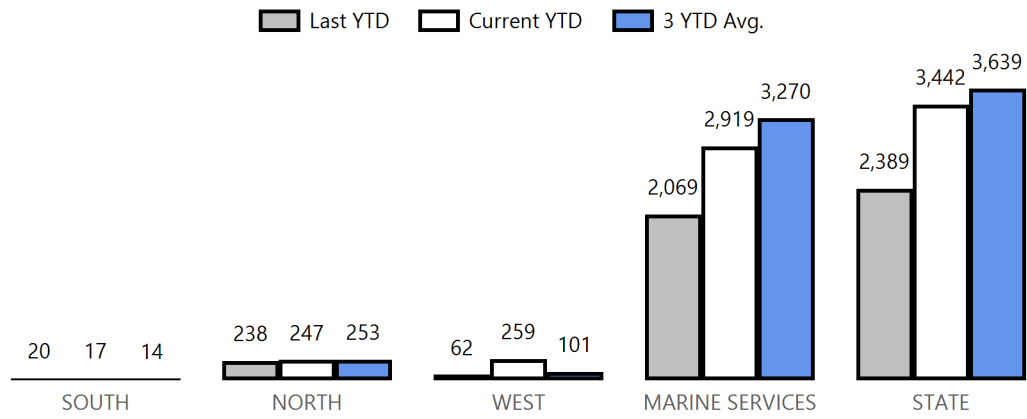 Last YTD Current YTD 3 YTD Avg.
20 17 14
238 247 253
62 259 101
2,069 2,919 3,270
2,389 3,442 3,639
SOUTH NORTH WEST MARINE SERVICES STATE